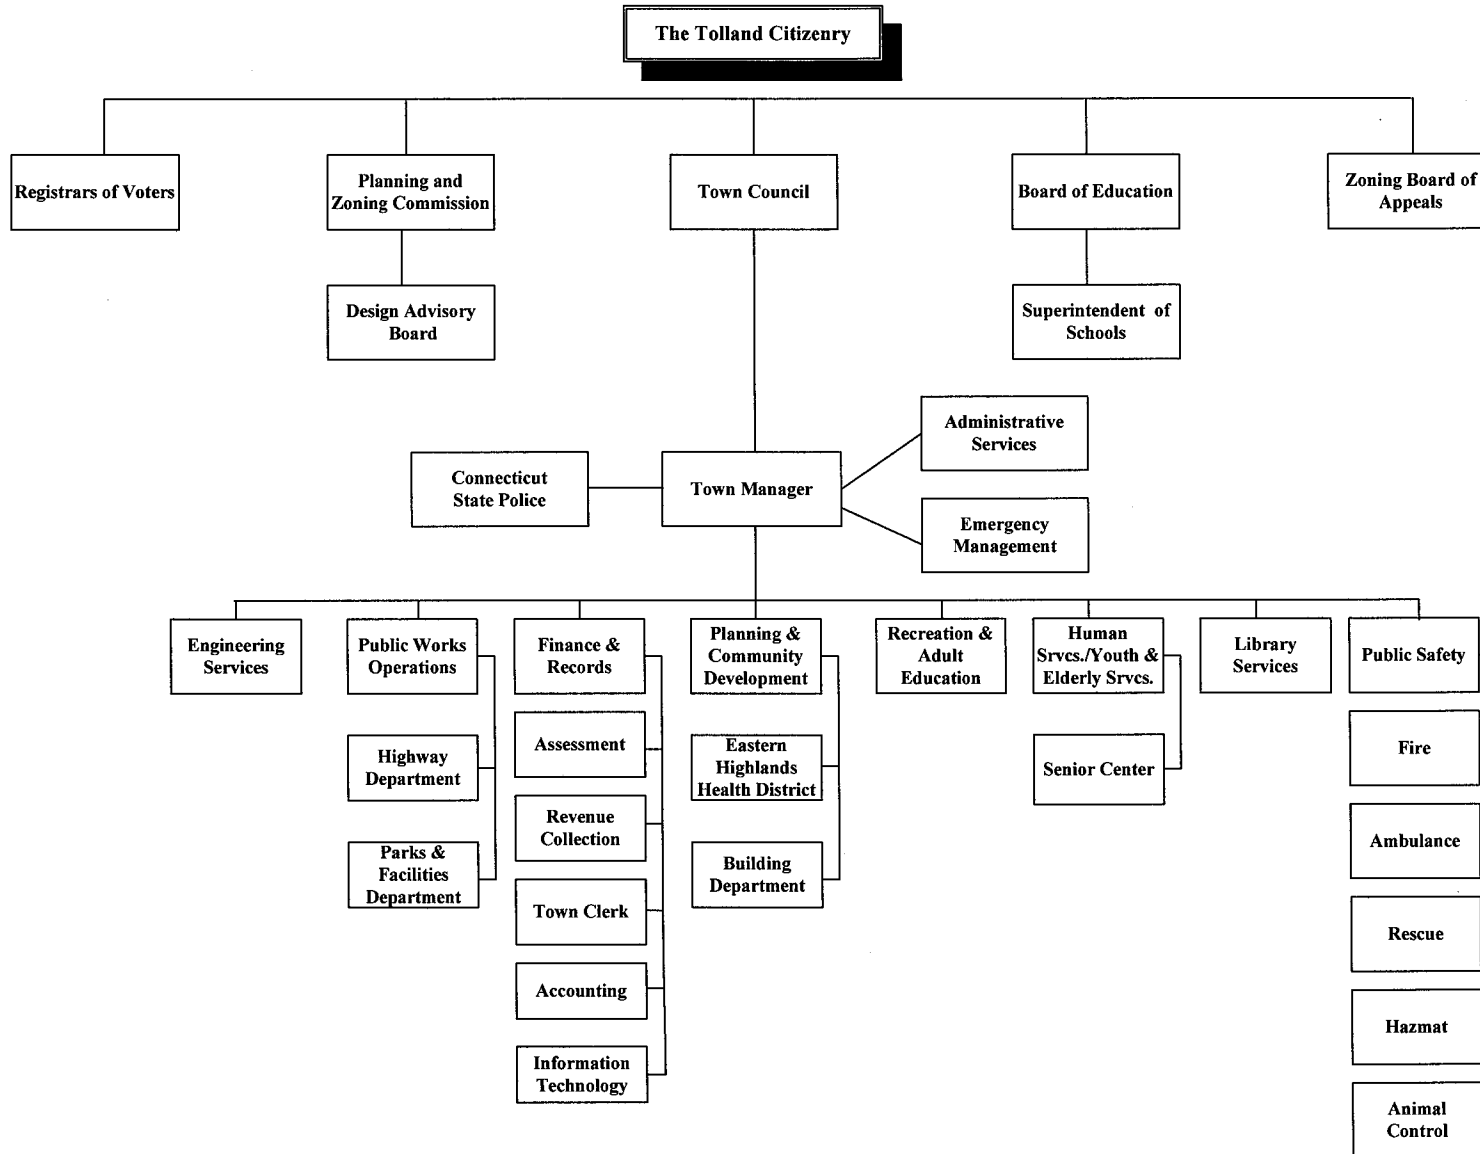 The Tolland Citizenry
Registrars of Voters
Planning and
Zoning Commission
Town Council
Board of Education
Zoning Board of
Appeals
Design Advisory
Board
Superintendent of
Schools
Administrative
Services
Connecticut
State Police
Town Manager
Emergency
Management
Engineering
Services
Public Works
Operations
Finance &
Records
Planning &
Community
Development
Recreation &
Adult
Education
Human
Srvcs./Youth &
Elderly Srvcs.
Library
Services
Public Safety
Highway
Department
Parks &
Facilities
Department
Assessment
Revenue
Collection
Town Clerk
Accounting
Information
Technology
Eastern
Highlands
Health District
Building
Department
Senior Center
Fire
Ambulance
Rescue
Hazmat
Animal
Control